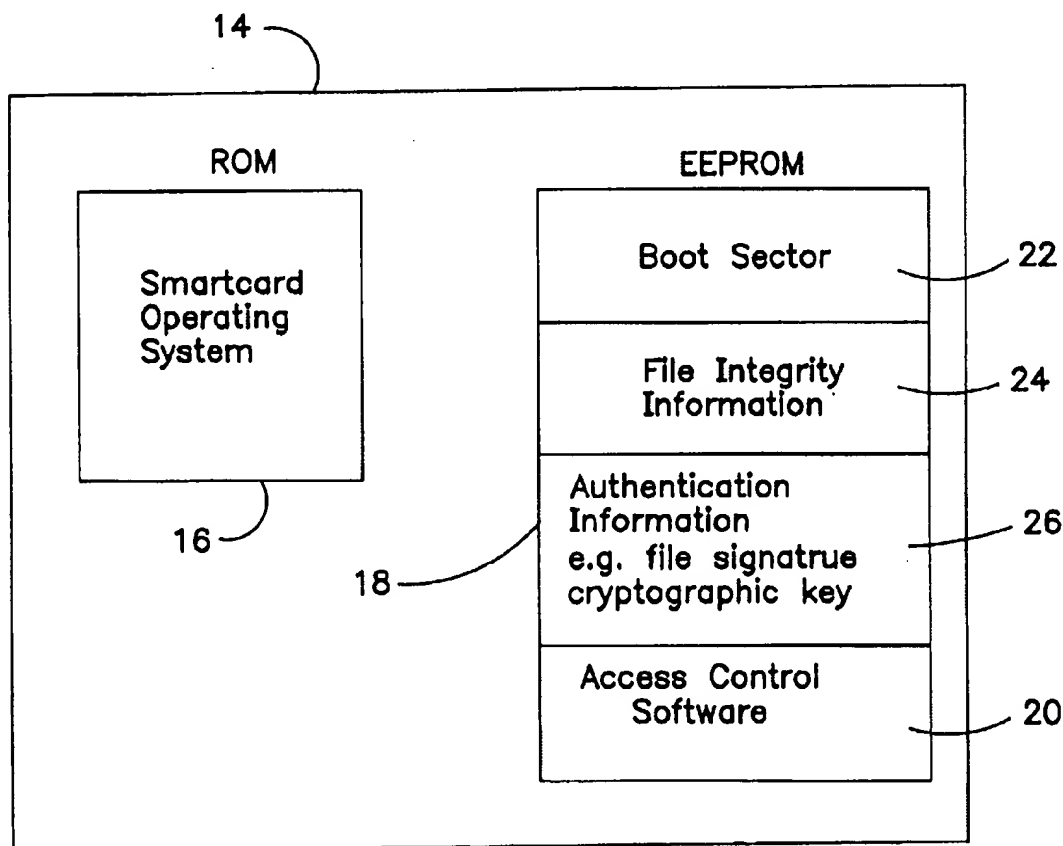 14
ROM
EEPROM
Smartcard
Operating
System
16
Boot Sector
22
File Integrity
Information
24
Authentication
Information
e.g. file signatrue
cryptographic key
26
18
Access Control
Software
20